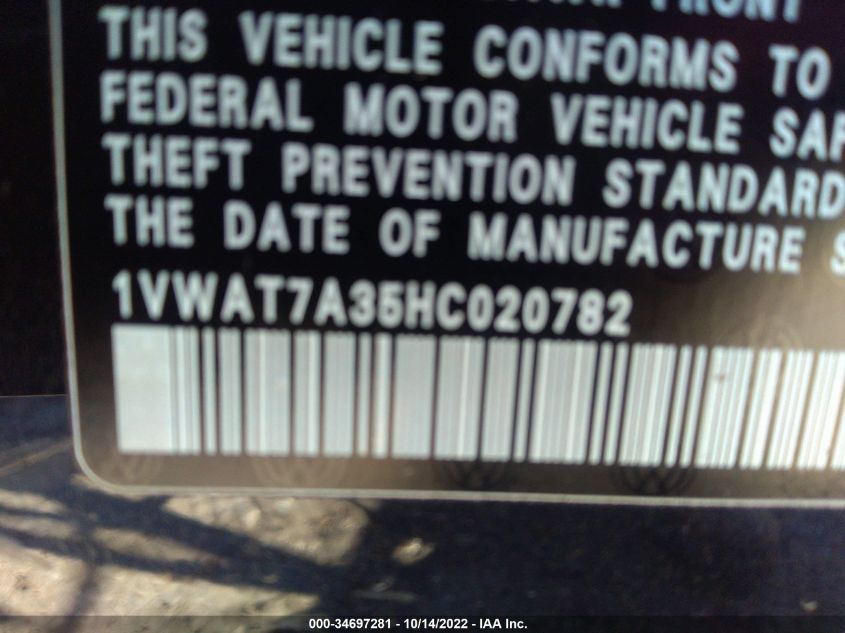 FRONT
THIS VEHICLE CONFORMS TO
FEDERAL MOTOR VEHICLE SAF
THEFT PREVENTION STANDARD
THE DATE OF MANUFACTURE S
1VWAT7A35HC020782
000-34697281 - 10/14/2022 - IAA Inc.